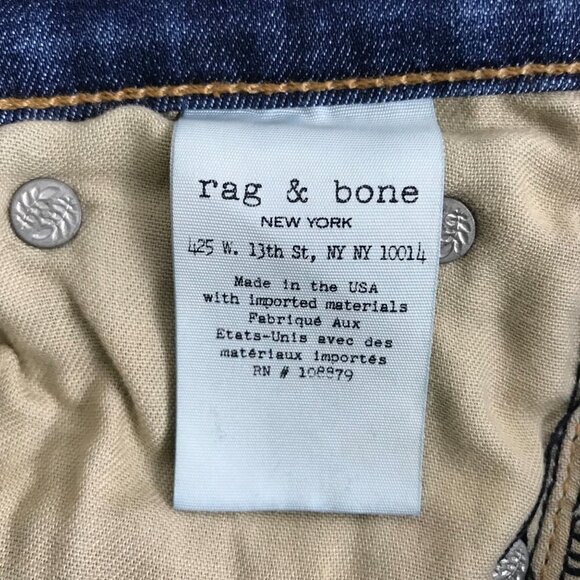 rag & bone
NEW YORK
425 W. 13th St, NY NY 10014
Made in the USA
with imported materials
Fabriqué Aux
Etats-Unis avec des
matériaux importés
RN # 108879